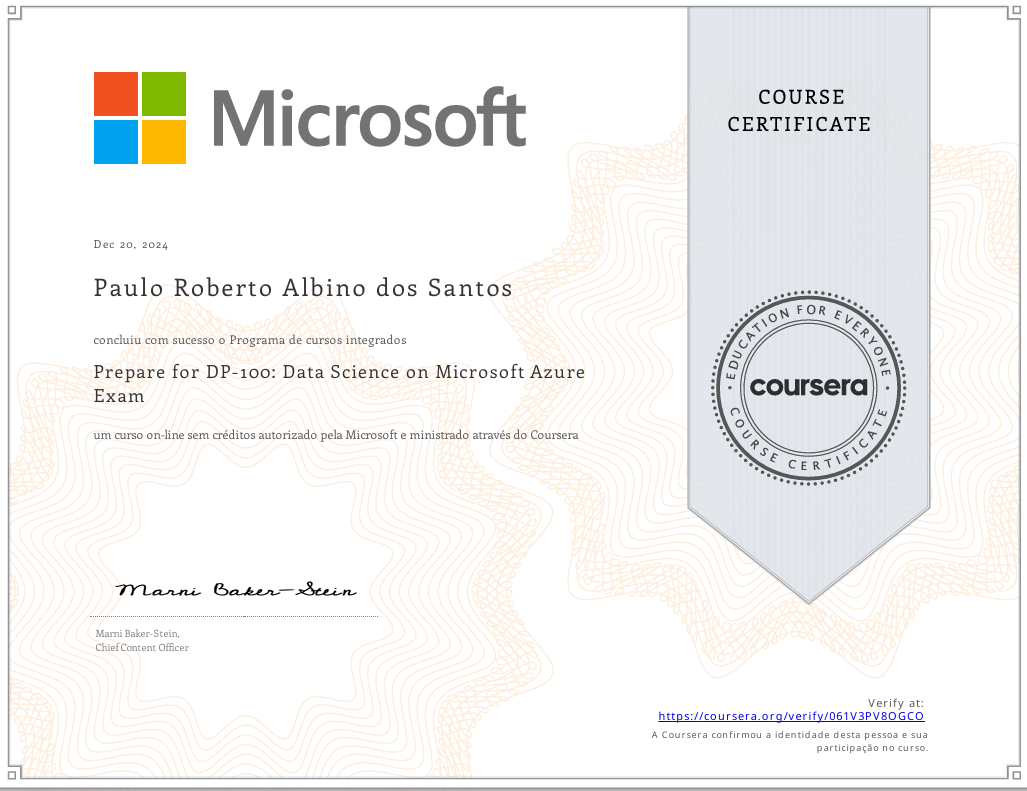 Microsoft
COURSE
CERTIFICATE
Dec 20, 2024
Paulo Roberto Albino dos Santos
concluiu com sucesso o Programa de cursos integrados
Prepare for DP-100: Data Science on Microsoft Azure
Exam
um curso on-line sem créditos autorizado pela Microsoft e ministrado através do Coursera
EDUCATION FOR EVERYONE
coursera
COURSE CERTIFICATE
Marni Baker-Stein
Marni Baker-Stein,
Chief Content Officer
Verify at:
https://coursera.org/verify/061V3PV8OGCO
A Coursera confirmou a identidade desta pessoa e sua
participação no curso.